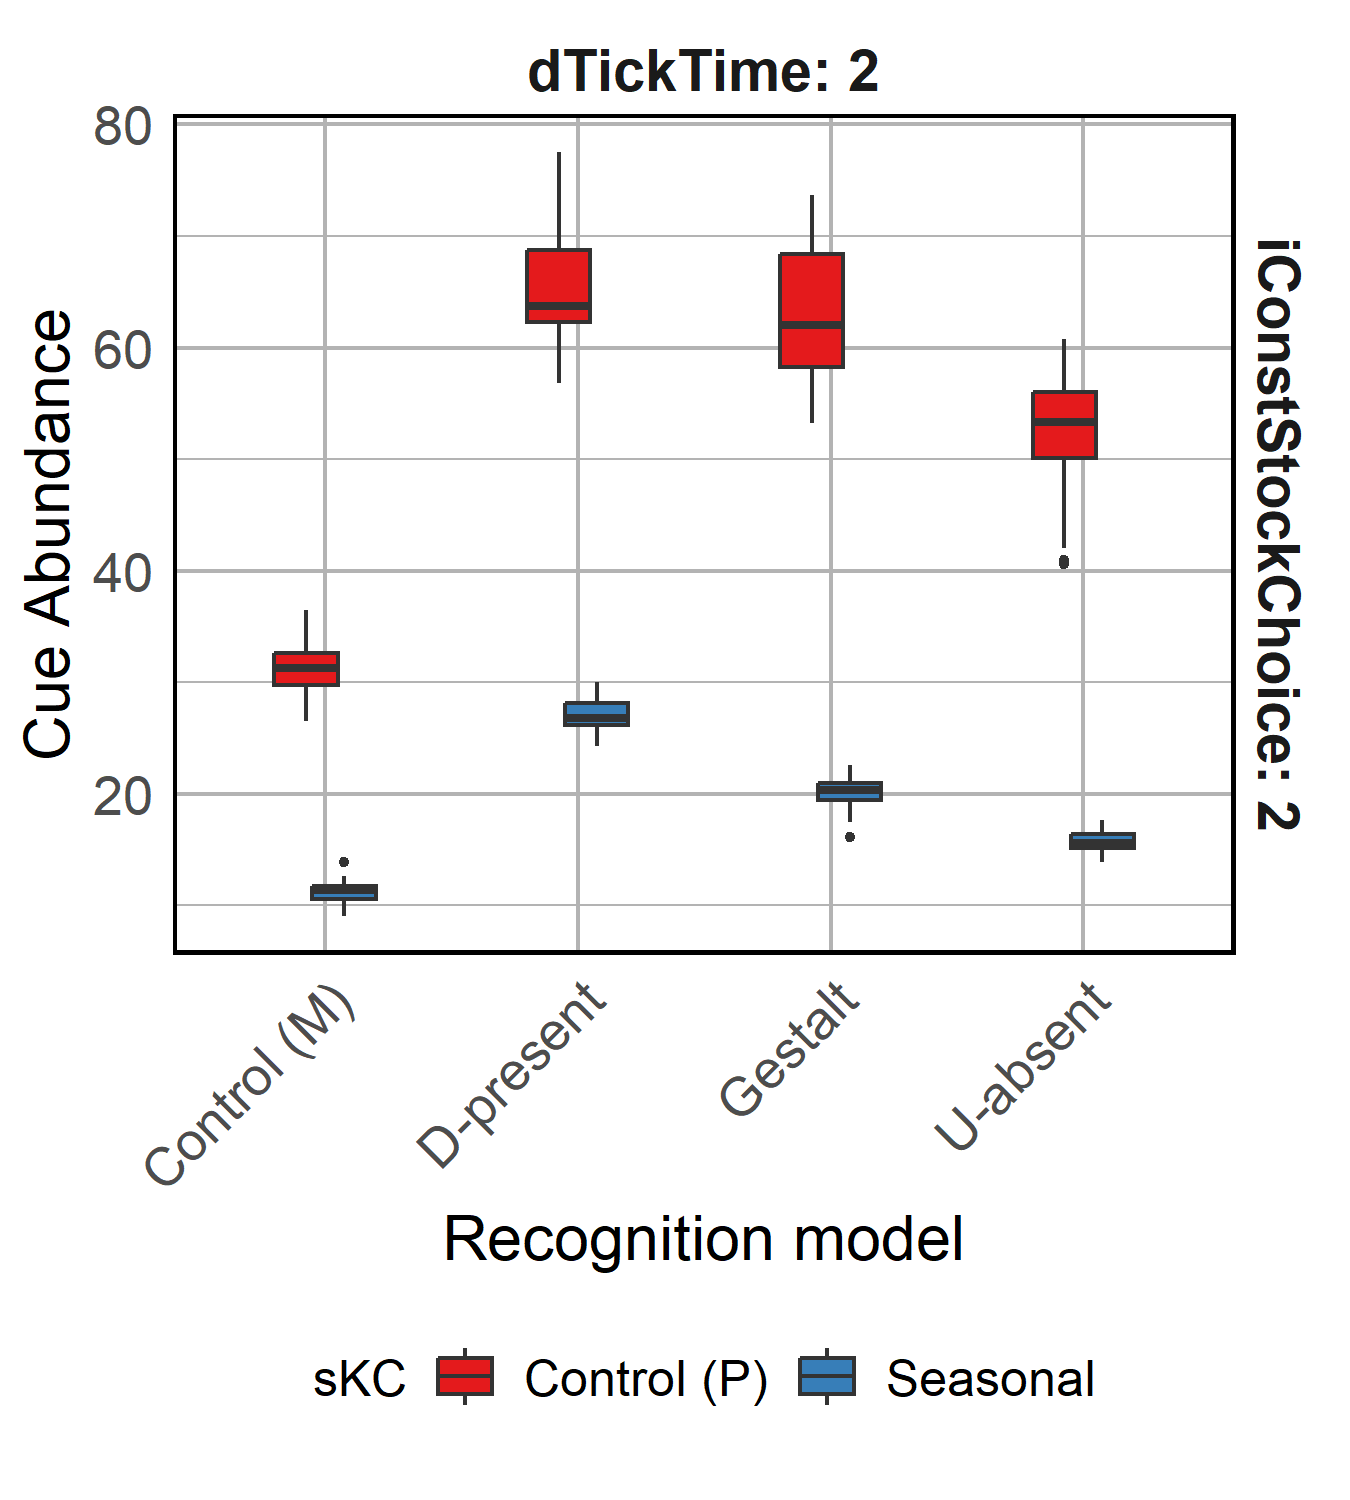 dTickTime: 2
80
60
40
20
Cue Abundance
iConstStockChoice: 2
Control (M)
D-present
Gestalt
U-absent
Recognition model
sKC Control (P) Seasonal